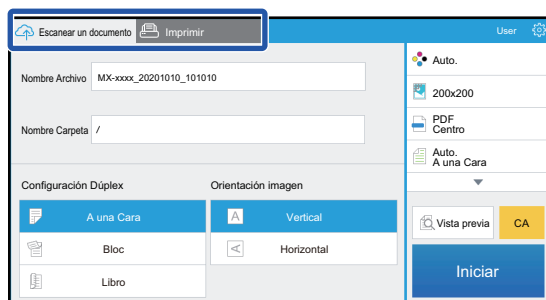 Escanear un documento Imprimir User
Nombre Archivo MX-xxxx_20201010_101010
Nombre Carpeta /
Configuración Dúplex Orientación imagen
A una Cara A Vertical
Bloc A Horizontal
Libro
Auto.
200x200
PDF
Centro
Auto.
A una Cara
Vista previa CA
Iniciar